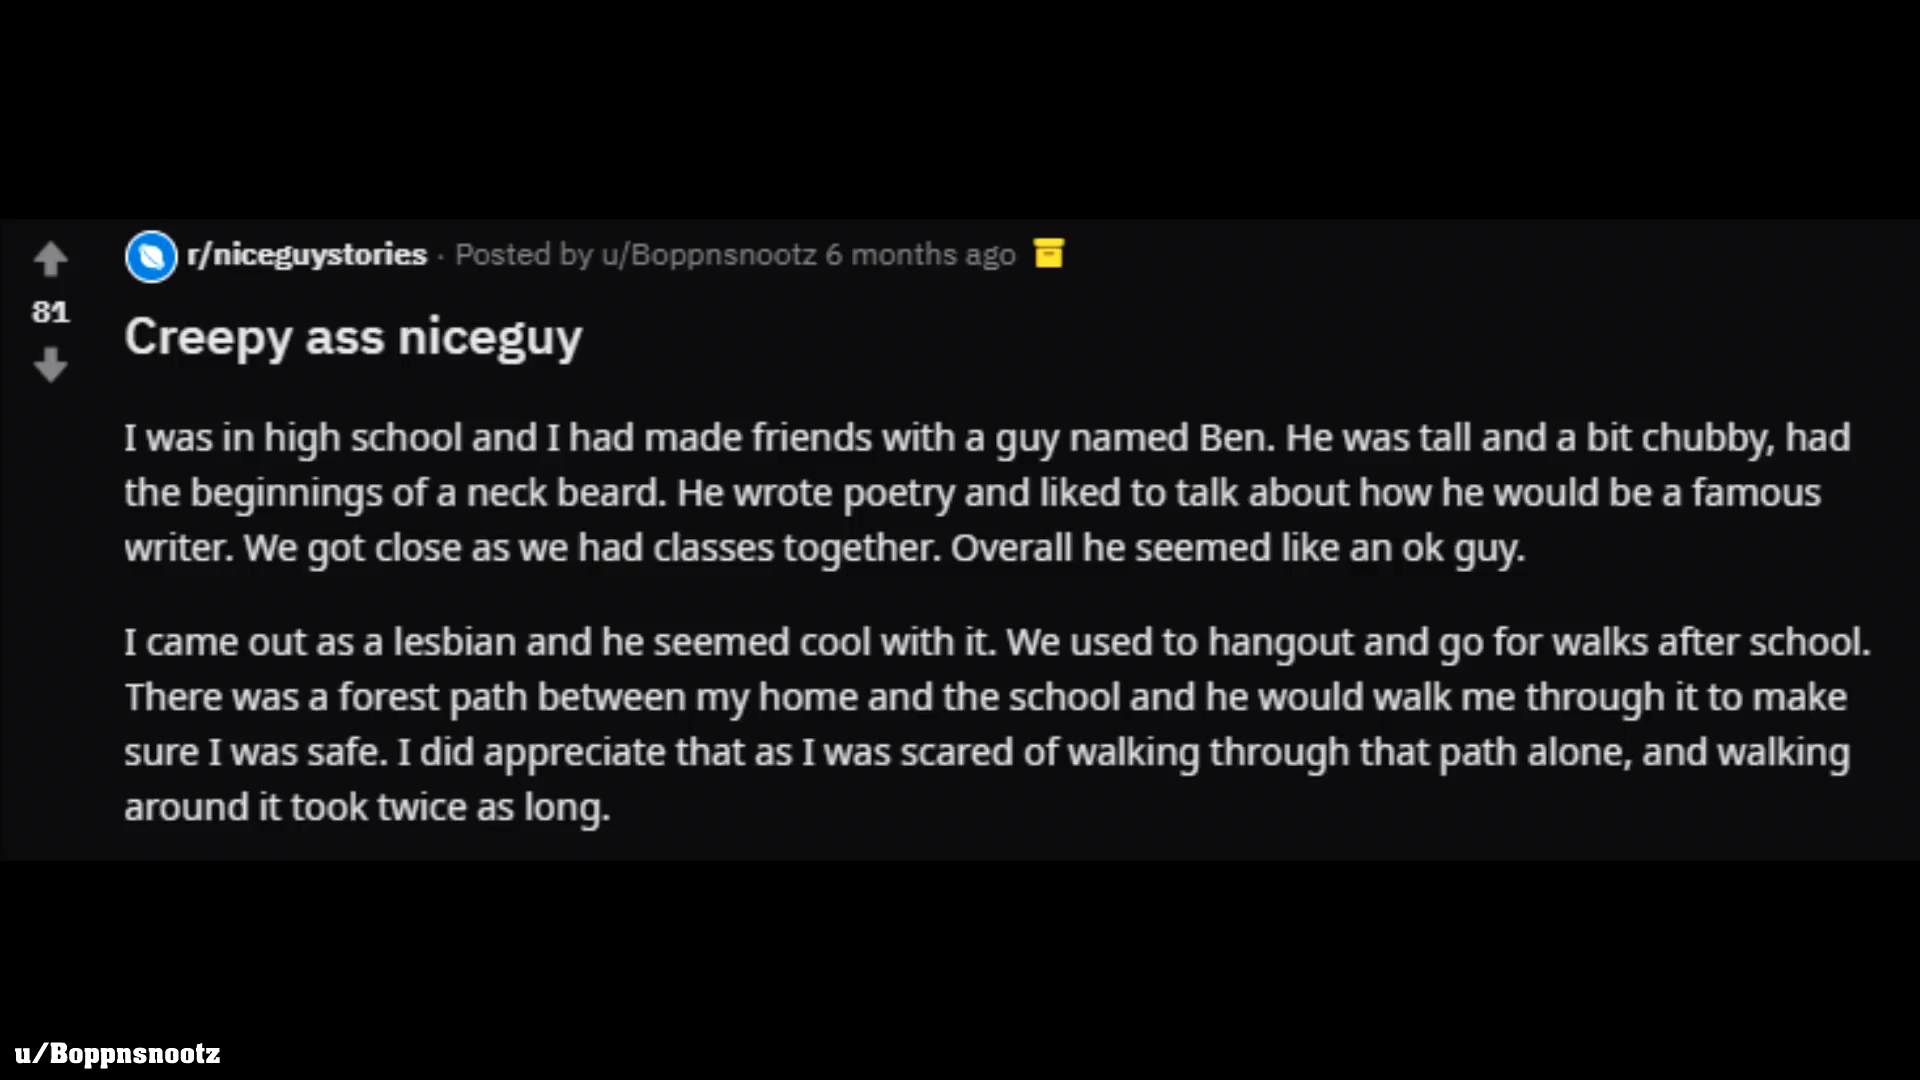 r/niceguystories · Posted by u/Boppnsnootz 6 months ago
81
Creepy ass niceguy
I was in high school and I had made friends with a guy named Ben. He was tall and a bit chubby, had
the beginnings of a neck beard. He wrote poetry and liked to talk about how he would be a famous
writer. We got close as we had classes together. Overall he seemed like an ok guy.
I came out as a lesbian and he seemed cool with it. We used to hangout and go for walks after school.
There was a forest path between my home and the school and he would walk me through it to make
sure I was safe. I did appreciate that as I was scared of walking through that path alone, and walking
around it took twice as long.
u/Boppnsnootz